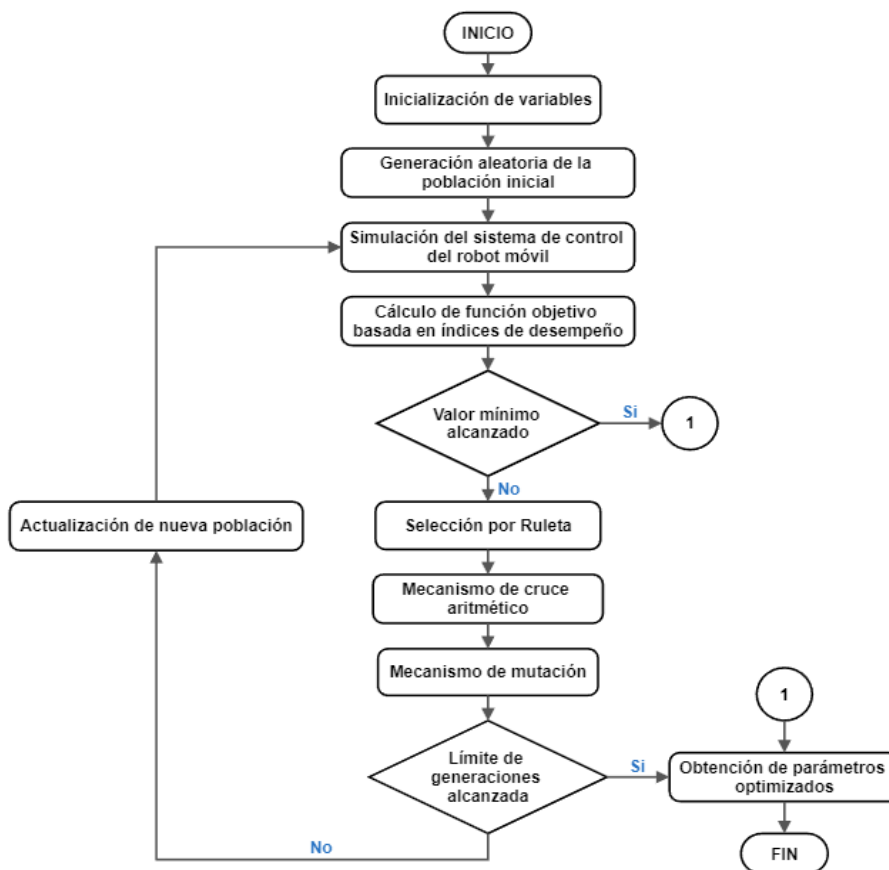 INICIO
Inicialización de variables
Generación aleatoria de la
población inicial
Simulación del sistema de control
del robot móvil
Cálculo de función objetivo
basada en índices de desempeño
Valor mínimo
alcanzado
Si
1
No
Actualización de nueva población
Selección por Ruleta
Mecanismo de cruce
aritmético
Mecanismo de mutación
1
Límite de
generaciones
alcanzada
Si
Obtención de parámetros
optimizados
No
FIN